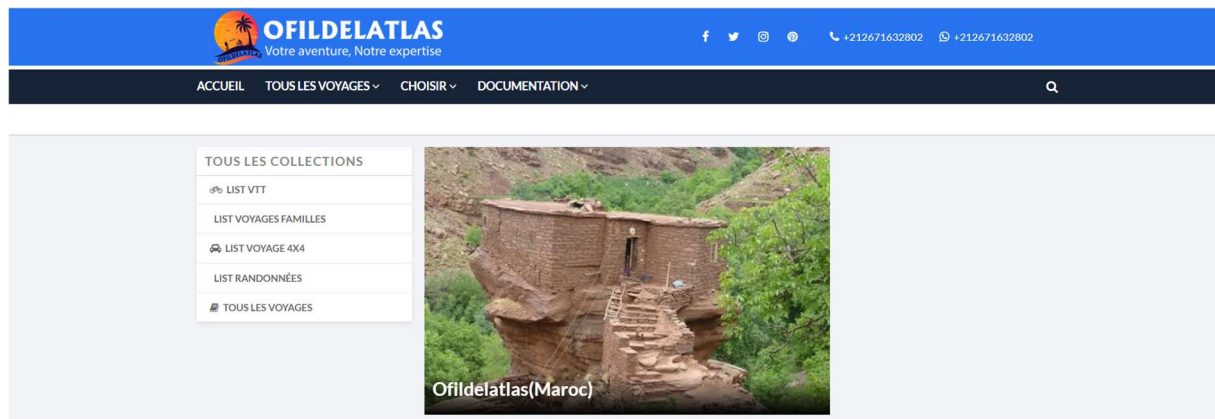 OFILDELATLAS
Votre aventure, Notre expertise
OFILDELATLAS
+212671632802
+212671632802
ACCUEIL
TOUS LES VOYAGES
CHOISIR
DOCUMENTATION
TOUS LES COLLECTIONS
LIST VTT
LIST VOYAGES FAMILLES
LIST VOYAGE 4X4
LIST RANDONNÉES
TOUS LES VOYAGES
Ofildelatlas(Maroc)